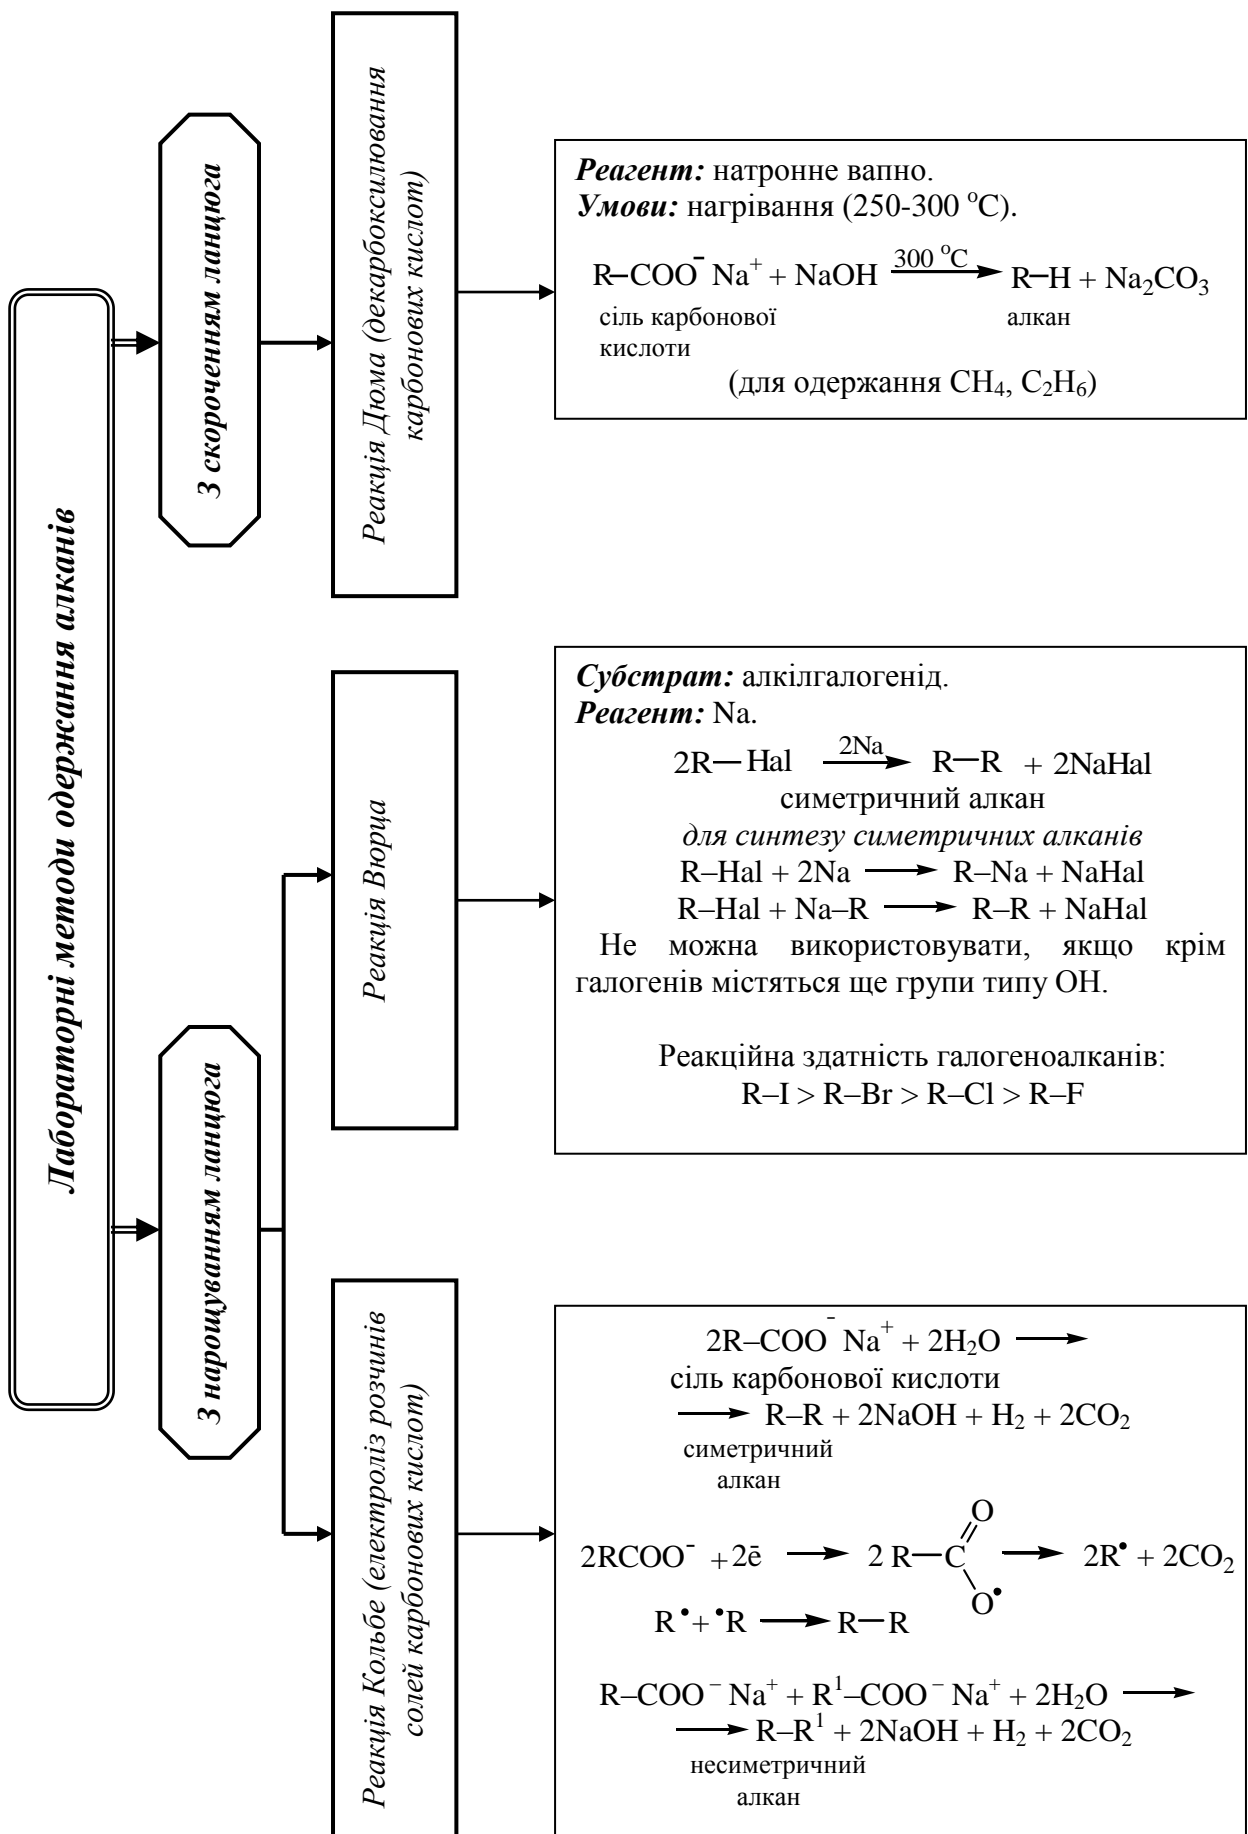 Лабораторні методи одержання алканів
З скороченням ланцюга
Реакція Дюма (декарбоксилювання
карбонових кислот)
Реагент: натронне вапно.
Умови: нагрівання (250-300 °C).
R–COO⁻ Na⁺ + NaOH ⟶ R–H + Na₂CO₃
300 °C
сіль карбонової
кислоти
алкан
(для одержання CH₄, C₂H₆)
З нарощуванням ланцюга
Реакція Вюрца
Субстрат: алкілгалогенід.
Реагент: Na.
2R–Hal ⟶ R–R + 2NaHal
2Na
симетричний алкан
для синтезу симетричних алканів
R–Hal + 2Na ⟶ R–Na + NaHal
R–Hal + Na–R ⟶ R–R + NaHal
Не можна використовувати, якщо крім
галогенів містяться ще групи типу OH.
Реакційна здатність галогеноалканів:
R–I > R–Br > R–Cl > R–F
Реакція Кольбе (електроліз розчинів
солей карбонових кислот)
2R–COO⁻ Na⁺ + 2H₂O ⟶
сіль карбонової кислоти
⟶ R–R + 2NaOH + H₂ + 2CO₂
симетричний
алкан
O
2RCOO⁻ +2ē ⟶ 2 R–C ⟶ 2R• + 2CO₂
O•
R• + •R ⟶ R–R
R–COO⁻ Na⁺ + R¹–COO⁻ Na⁺ + 2H₂O ⟶
⟶ R–R¹ + 2NaOH + H₂ + 2CO₂
несиметричний
алкан